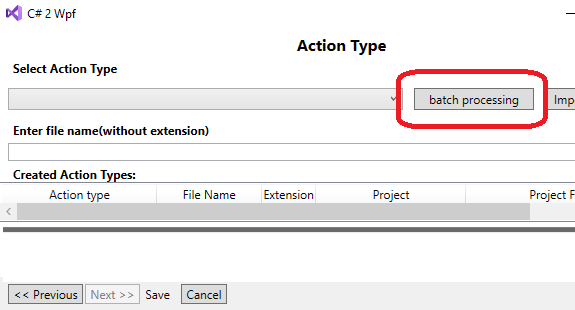 C# 2 Wpf
Action Type
Select Action Type
batch processing
Imp
Enter file name(without extension)
Created Action Types:
Action type File Name Extension Project Project F
<< Previous Next >> Save Cancel